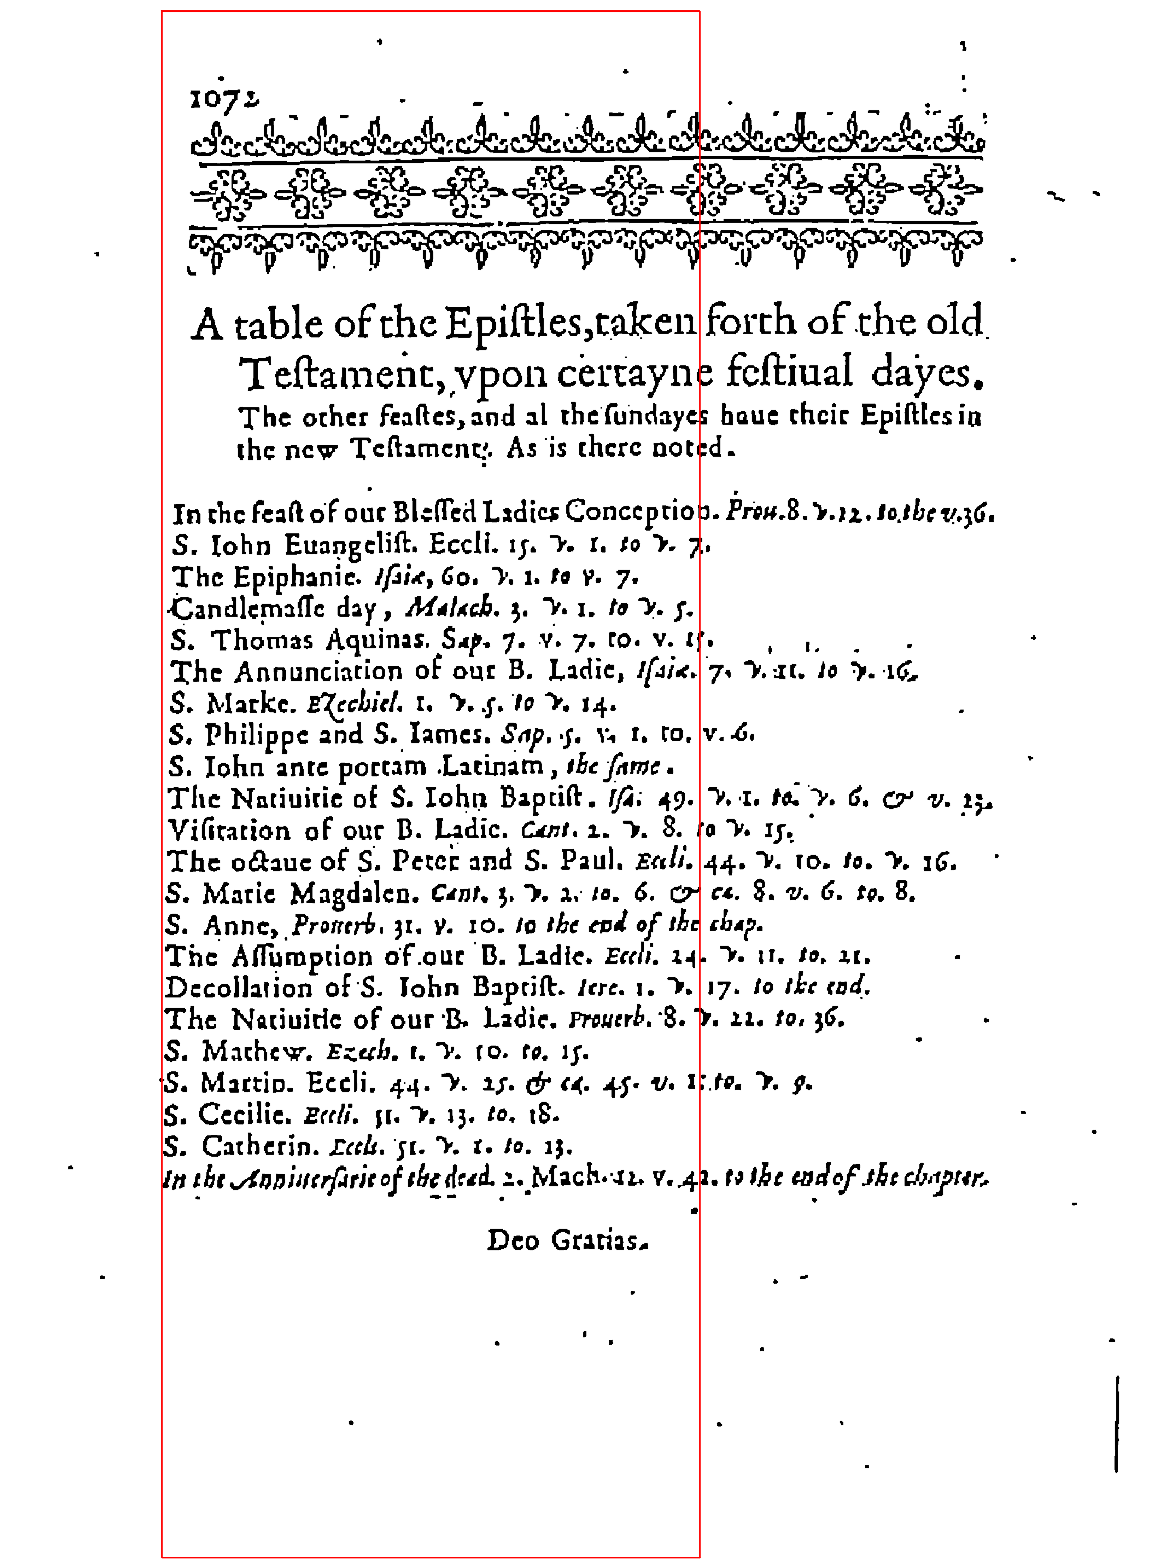 1072
A table of the Epiſtles, taken forth of the old
Teſtament, vpon certayne feſtiual dayes.
The other feaſtes, and al the ſundayes haue their Epiſtles in
the new Teſtament: As is there noted.
In the feaſt of our Bleſſed Ladies Conception. Prou. 8. v. 22. to the v. 36.
S. Iohn Euangeliſt. Eccli. 15. v. 1. to v. 7.
The Epiphanie. Iſaie, 60. v. 1. to v. 7.
Candlemaſſe day, Malach. 3. v. 1. to v. 5.
S. Thomas Aquinas. Sap. 7. v. 7. to. v. 15.
The Annunciation of our B. Ladie, Iſaie. 7. v. 11. to v. 16.
S. Marke. Ezechiel. 1. v. 5. to v. 14.
S. Philippe and S. Iames. Sap. 5. v. 1. to. v. 6.
S. Iohn ante portam Latinam, the ſame.
The Natiuitie of S. Iohn Baptiſt. Iſa. 49. v. 1. to. v. 6. & v. 23.
Viſitation of our B. Ladie. Cant. 2. v. 8. to v. 15.
The octaue of S. Peter and S. Paul. Eccli. 44. v. 10. to. v. 16.
S. Marie Magdalen. Cant. 3. v. 2. to. 6. & ca. 8. v. 6. to. 8.
S. Anne, Prouerb. 31. v. 10. to the end of the chap.
The Aſſumption of our B. Ladie. Eccli. 24. v. 11. to. 21.
Decollation of S. Iohn Baptiſt. Iere. 1. v. 17. to the end.
The Natiuitie of our B. Ladie. Prouerb. 8. v. 22. to. 36.
S. Mathew. Ezech. 1. v. 10. to. 15.
S. Martin. Eccli. 44. v. 25. & ca. 45. v. 1. to. v. 9.
S. Cecilie. Eccli. 51. v. 13. to. 18.
S. Catherin. Eccli. 51. v. 1. to. 13.
In the Anniuerſarie of the dead. 2. Mach. 12. v. 42. to the end of the chapter.
Deo Gratias.